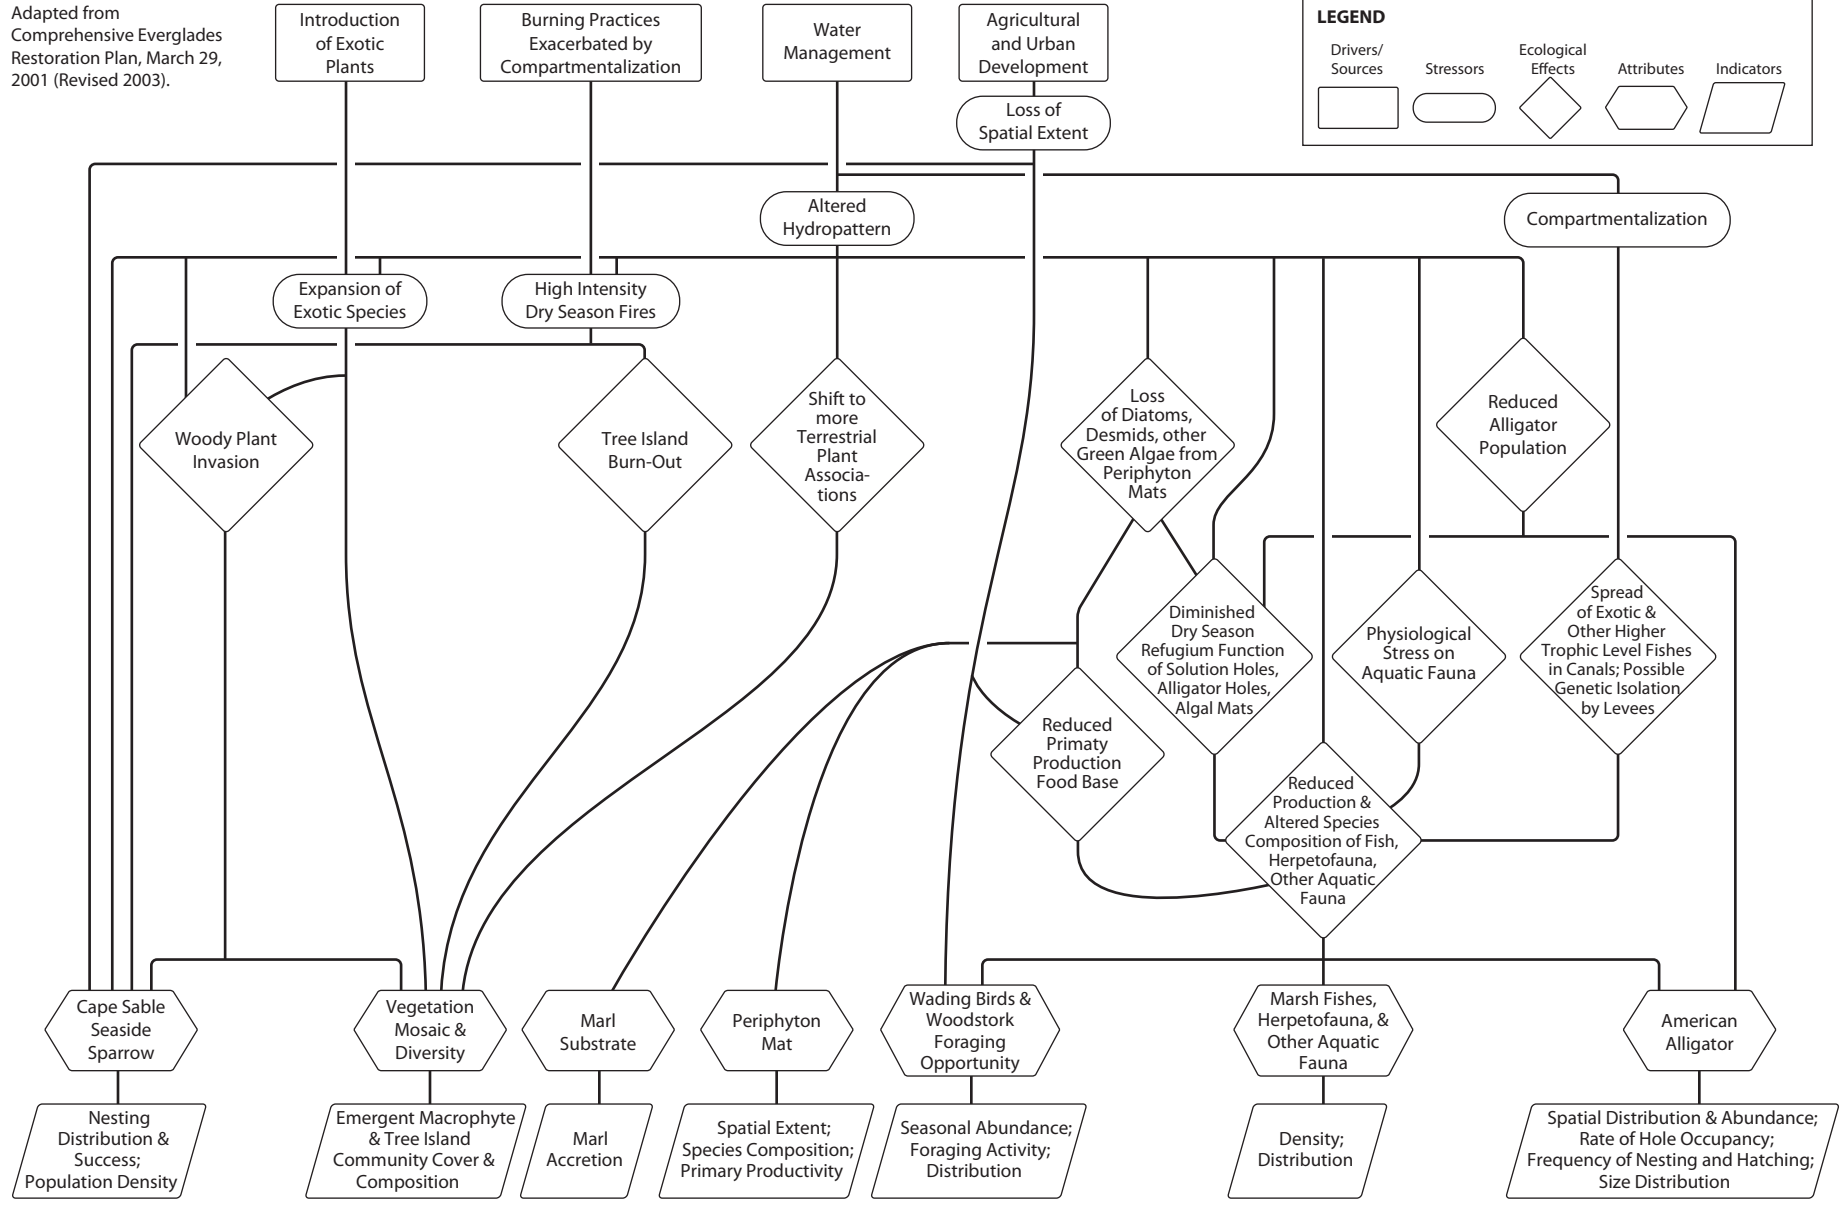 Adapted from
Comprehensive Everglades
Restoration Plan, March 29,
2001 (Revised 2003).
Introduction
of Exotic
Plants
Burning Practices
Exacerbated by
Compartmentalization
Water
Management
Agricultural
and Urban
Development
LEGEND
Drivers/
Sources
Stressors
Ecological
Effects
Attributes
Indicators
Loss of
Spatial Extent
Altered
Hydropattern
Compartmentalization
Expansion of
Exotic Species
High Intensity
Dry Season Fires
Woody Plant
Invasion
Tree Island
Burn-Out
Shift to
more
Terrestrial
Plant
Associa-
tions
Loss
of Diatoms,
Desmids, other
Green Algae from
Periphyton
Mats
Reduced
Alligator
Population
Diminished
Dry Season
Refugium Function
of Solution Holes,
Alligator Holes,
Algal Mats
Physiological
Stress on
Aquatic Fauna
Spread
of Exotic &
Other Higher
Trophic Level Fishes
in Canals; Possible
Genetic Isolation
by Levees
Reduced
Primaty
Production
Food Base
Reduced
Production &
Altered Species
Composition of Fish,
Herpetofauna,
Other Aquatic
Fauna
Cape Sable
Seaside
Sparrow
Vegetation
Mosaic &
Diversity
Marl
Substrate
Periphyton
Mat
Wading Birds &
Woodstork
Foraging
Opportunity
Marsh Fishes,
Herpetofauna, &
Other Aquatic
Fauna
American
Alligator
Nesting
Distribution &
Success;
Population Density
Emergent Macrophyte
& Tree Island
Community Cover &
Composition
Marl
Accretion
Spatial Extent;
Species Composition;
Primary Productivity
Seasonal Abundance;
Foraging Activity;
Distribution
Density;
Distribution
Spatial Distribution & Abundance;
Rate of Hole Occupancy;
Frequency of Nesting and Hatching;
Size Distribution